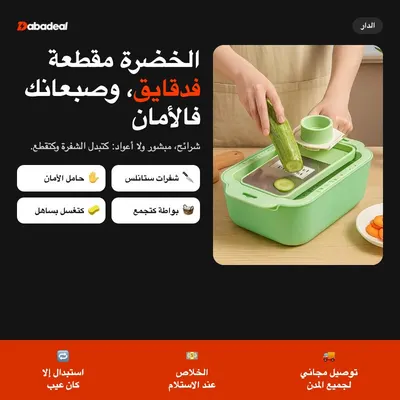 Dabadeal
الدار
الخضرة مقطعة
فدقايق، وصبعانك
فالأمان
شرائح، مبشور ولا أعواد: كتبدل الشفرة وكتقطع.
شفرات ستانلس
حامل الأمان
بواطة كتجمع
كتغسل بساهل
توصيل مجاني
لجميع المدن
الخلاص
عند الاستلام
استبدال إلا
كان عيب